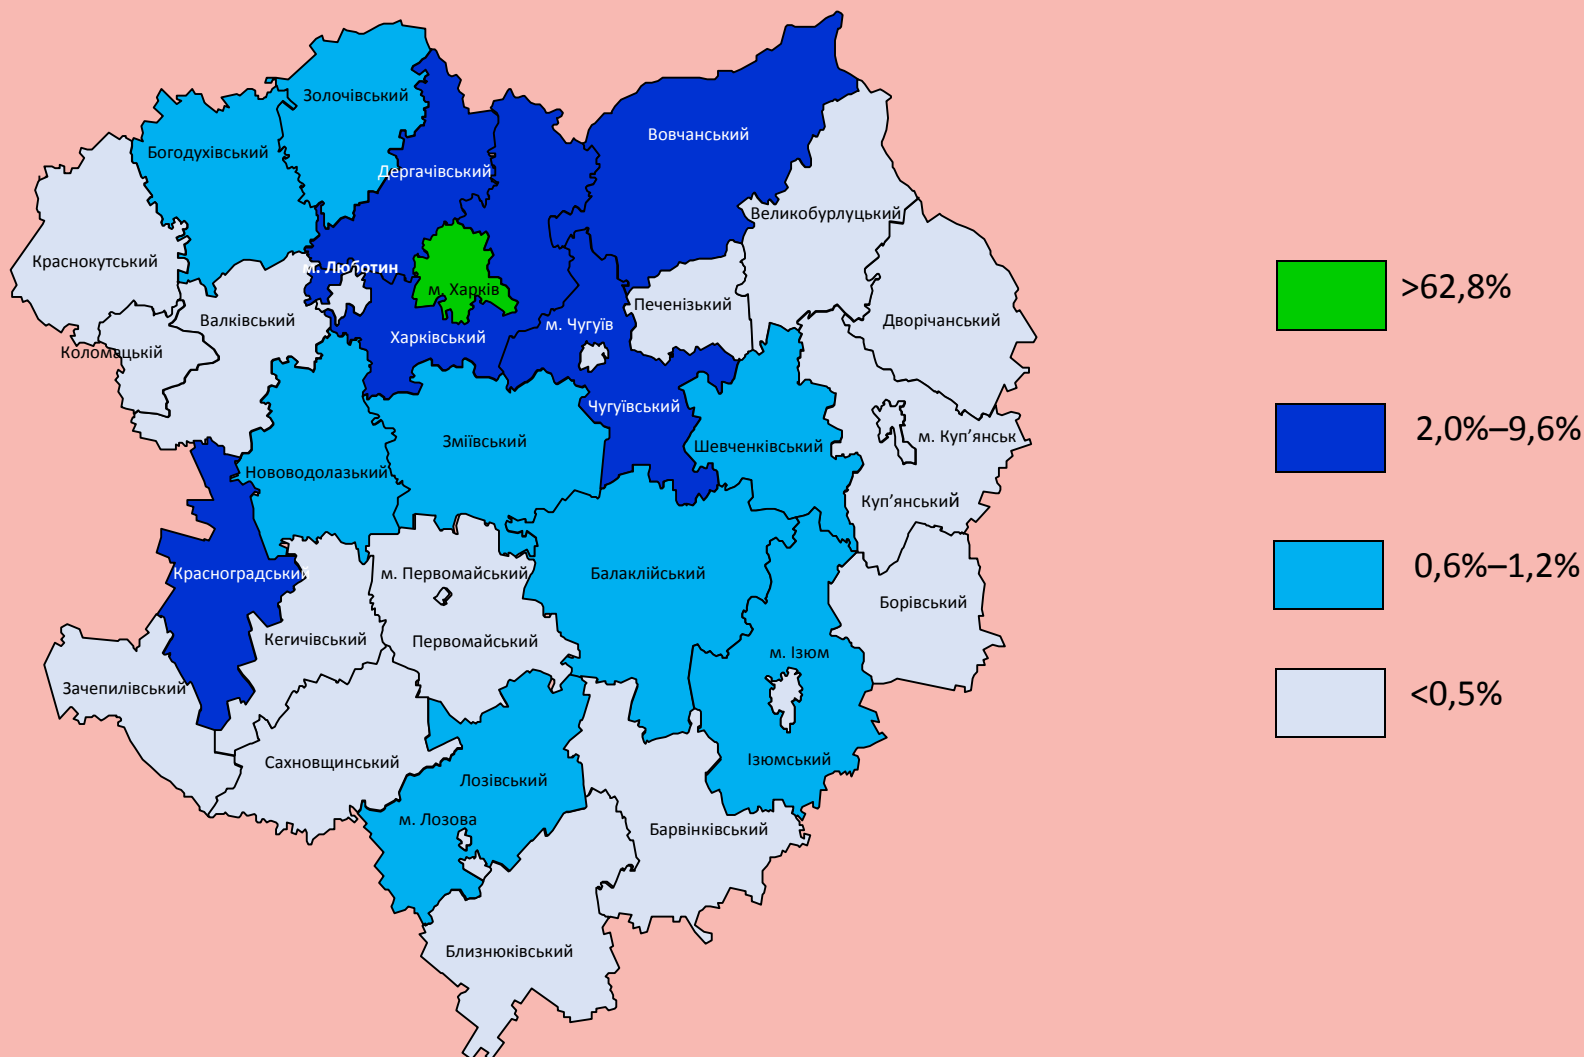 Золочівський
Вовчанський
Богодухівський
Дергачівський
Великобурлуцький
Краснокутський
м. Люботин
м. Харків
>62,8%
Печенізький
Валківський
Дворічанський
м. Чугуїв
Харківський
Коломацькій
Чугуївський
2,0%–9,6%
м. Куп’янськ
Зміївський
Шевченківський
Нововодолазький
Куп’янський
0,6%–1,2%
Красноградський
м. Первомайський
Балаклійський
Борівський
Кегичівський
Первомайський
м. Ізюм
Зачепилівський
<0,5%
Сахновщинський
Ізюмський
Лозівський
м. Лозова
Барвінківський
Близнюківський